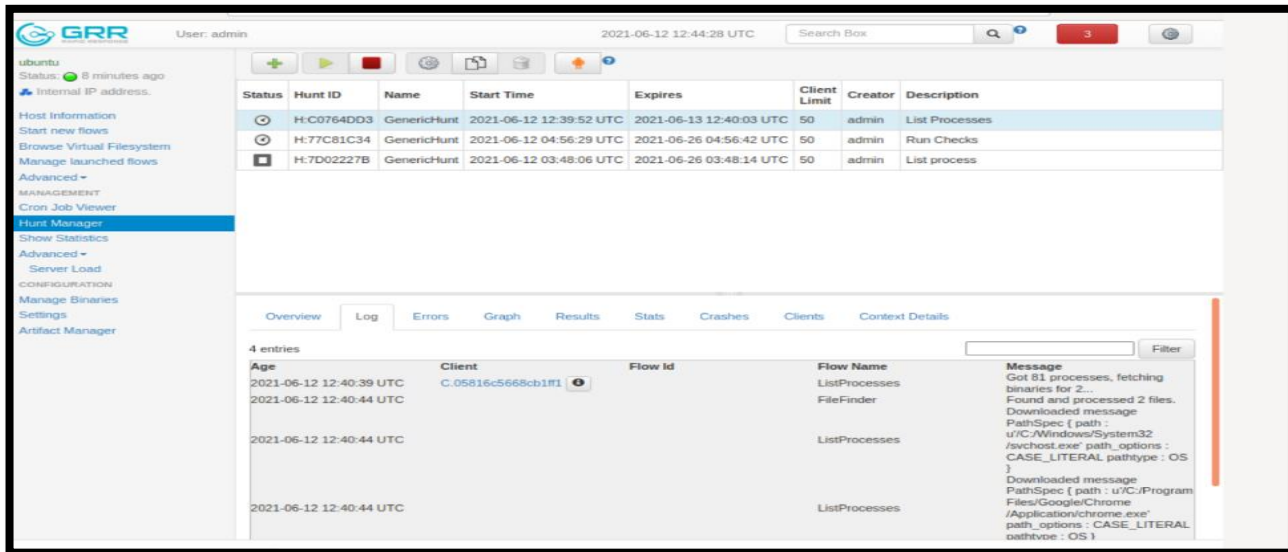 GRR
RAPID RESPONSE
User: admin
2021-06-12 12:44:28 UTC
Search Box
3
ubuntu
Status: 8 minutes ago
Internal IP address.
Host Information
Start new flows
Browse Virtual Filesystem
Manage launched flows
Advanced
MANAGEMENT
Cron Job Viewer
Hunt Manager
Show Statistics
Advanced
Server Load
CONFIGURATION
Manage Binaries
Settings
Artifact Manager
Status Hunt ID Name Start Time Expires Client Limit Creator Description
H:C0764DD3 GenericHunt 2021-06-12 12:39:52 UTC 2021-06-13 12:40:03 UTC 50 admin List Processes
H:77C81C34 GenericHunt 2021-06-12 04:56:29 UTC 2021-06-26 04:56:42 UTC 50 admin Run Checks
H:7D02227B GenericHunt 2021-06-12 03:48:06 UTC 2021-06-26 03:48:14 UTC 50 admin List process
Overview Log Errors Graph Results Stats Crashes Clients Context Details
4 entries
Filter
Age Client Flow Id Flow Name Message
2021-06-12 12:40:39 UTC C.05816c5668cb1ff1 ListProcesses Got 81 processes, fetching
binaries for 2...
2021-06-12 12:40:44 UTC FileFinder Found and processed 2 files.
2021-06-12 12:40:44 UTC ListProcesses Downloaded message
PathSpec { path :
u'/C:/Windows/System32
/svchost.exe' path_options :
CASE_LITERAL pathtype : OS
}
2021-06-12 12:40:44 UTC ListProcesses Downloaded message
PathSpec { path : u'/C:/Program
Files/Google/Chrome
/Application/chrome.exe'
path_options : CASE_LITERAL
pathtype : OS }